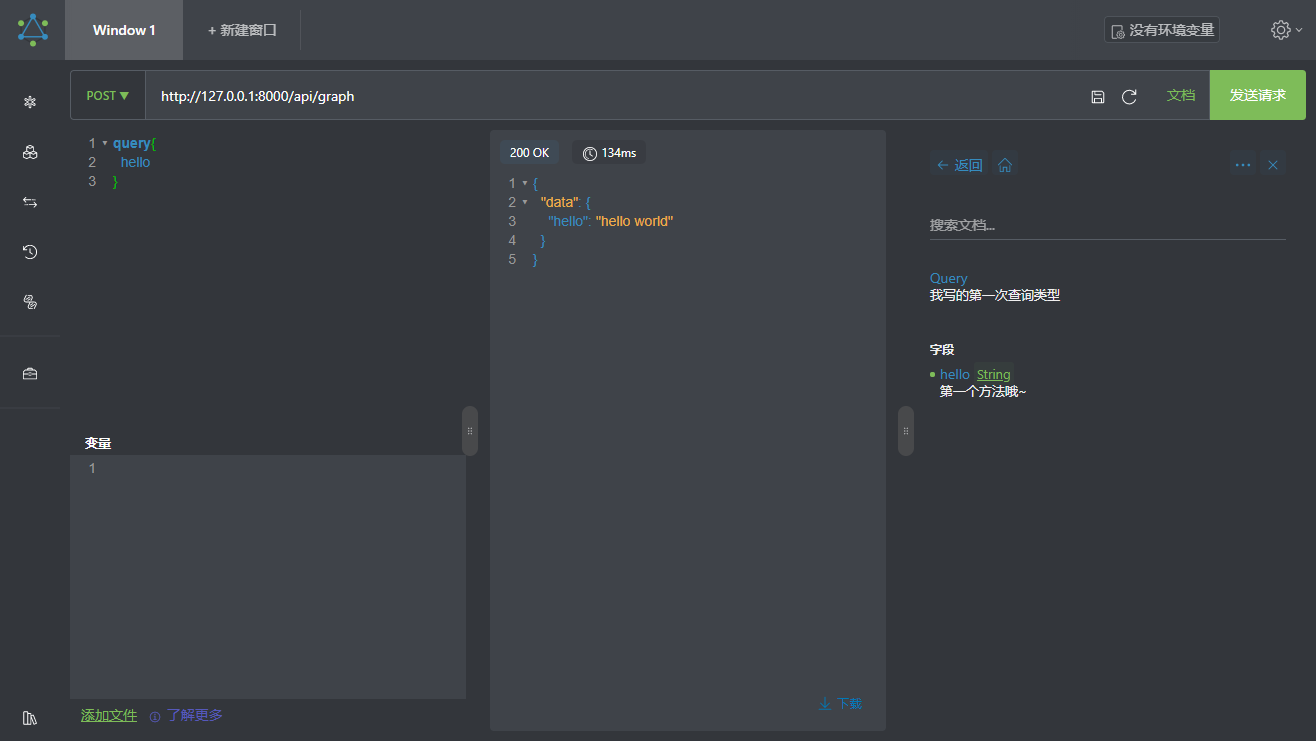 Window 1
+ 新建窗口
没有环境变量
POST ▼
http://127.0.0.1:8000/api/graph
文档
发送请求
1 ▾ query{
2 hello
3 }
变量
1
添加文件
了解更多
200 OK
134ms
1 ▾ {
2 ▾ "data": {
3 "hello": "hello world"
4 }
5 }
下载
返回
搜索文档...
Query
我写的第一次查询类型
字段
hello String
第一个方法哦~